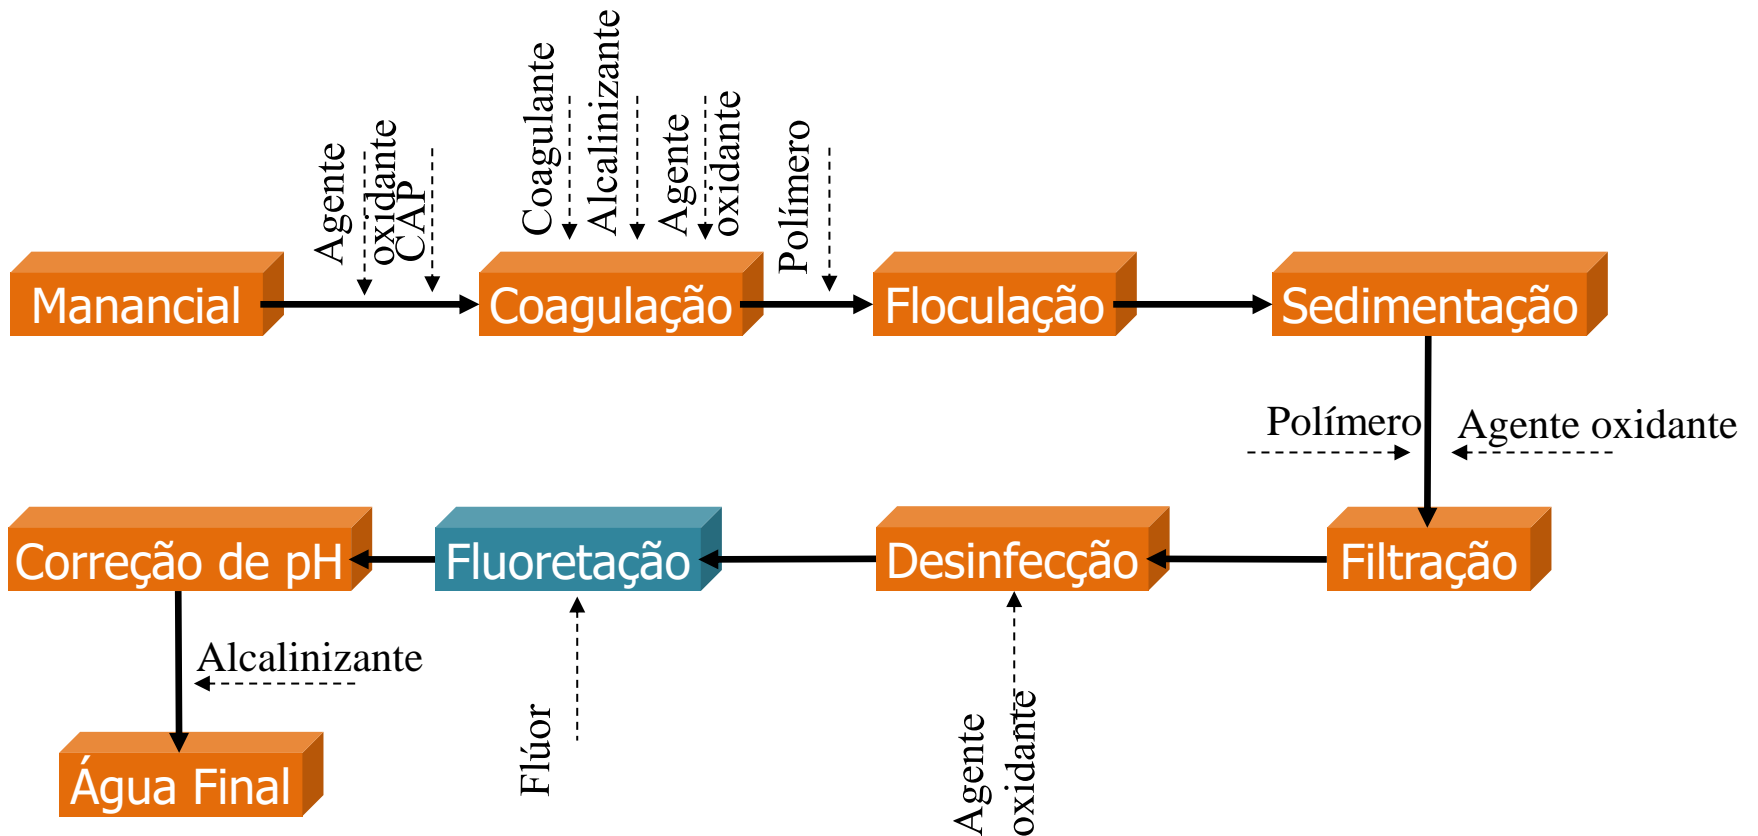 Agente
oxidante
CAP
Coagulante
Alcalinizante
Agente
oxidante
Polímero
Manancial
Coagulação
Floculação
Sedimentação
Polímero
Agente oxidante
Correção de pH
Fluoretação
Desinfecção
Filtração
Alcalinizante
Flúor
Agente
oxidante
Água Final